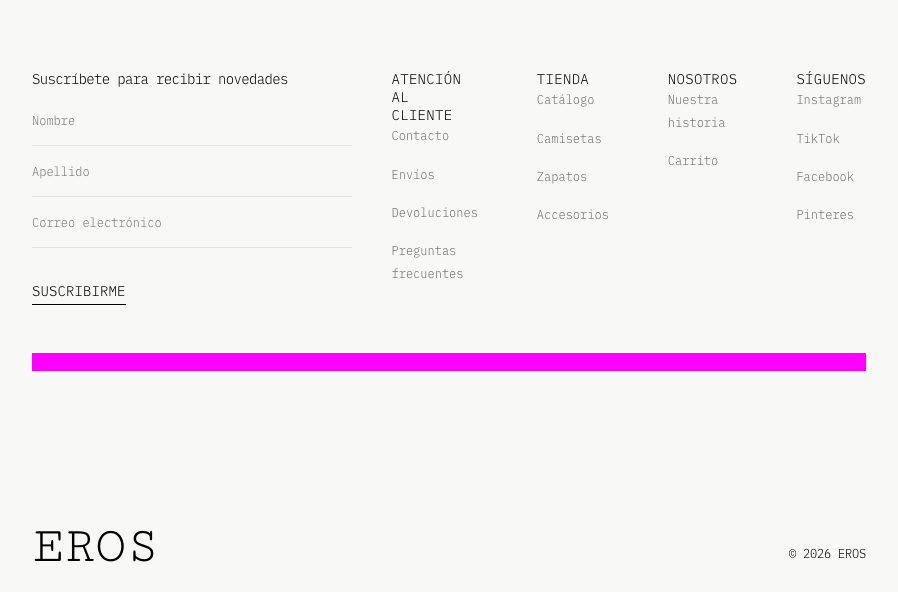 Suscríbete para recibir novedades
Nombre
Apellido
Correo electrónico
SUSCRIBIRME
ATENCIÓN
AL
CLIENTE
Contacto
Envíos
Devoluciones
Preguntas
frecuentes
TIENDA
Catálogo
Camisetas
Zapatos
Accesorios
NOSOTROS
Nuestra
historia
Carrito
SÍGUENOS
Instagram
TikTok
Facebook
Pinteres
EROS
© 2026 EROS